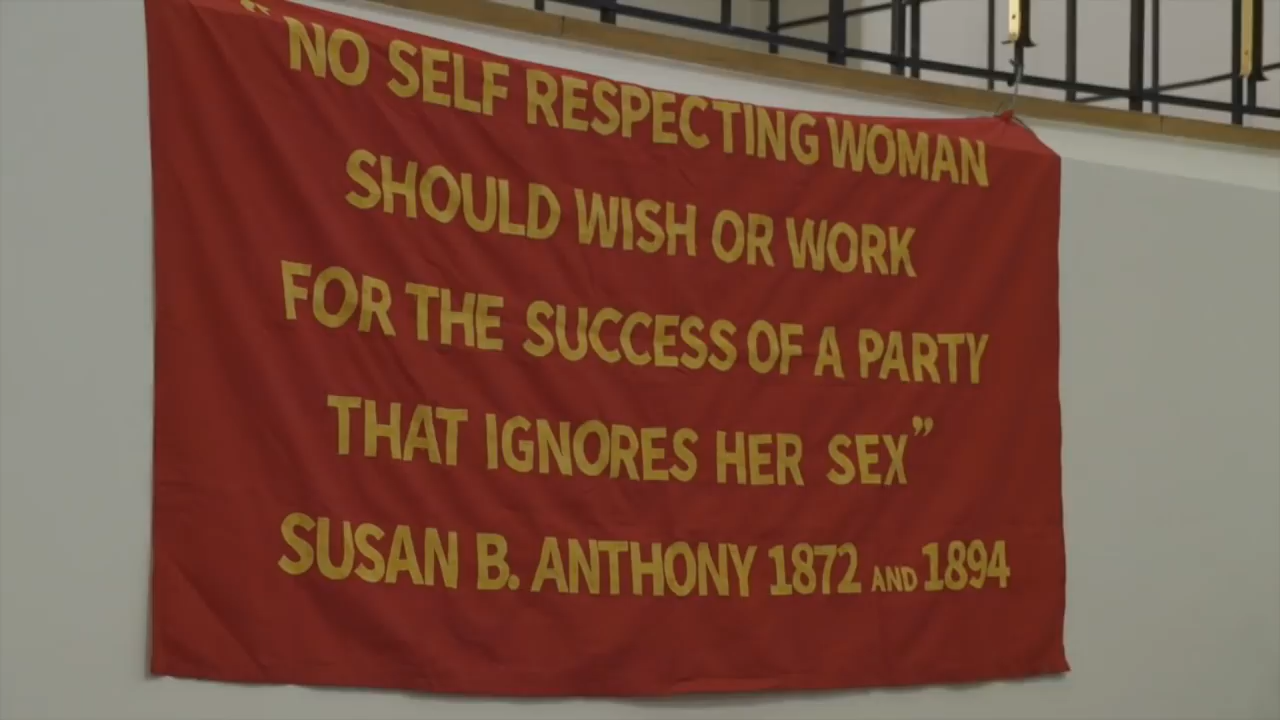 “NO SELF RESPECTING WOMAN
SHOULD WISH OR WORK
FOR THE SUCCESS OF A PARTY
THAT IGNORES HER SEX”
SUSAN B. ANTHONY 1872 AND 1894